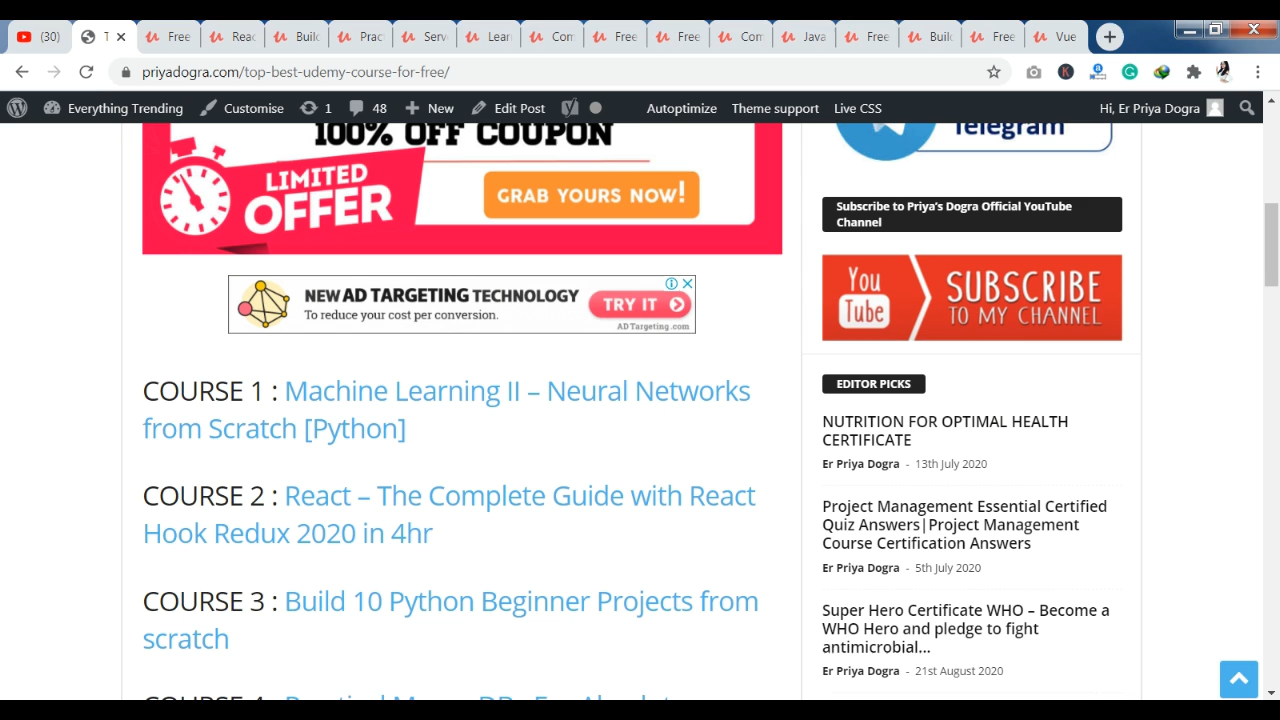 (30)
T
Free
Reac
Build
Prac
Serv
Lear
Com
Free
Free
Com
Java
Free
Build
Free
Vue
priyadogra.com/top-best-udemy-course-for-free/
Everything Trending
Customise
1
48
New
Edit Post
Autoptimize
Theme support
Live CSS
Hi, Er Priya Dogra
100% OFF COUPON
LIMITED
OFFER
GRAB YOURS NOW!
NEW AD TARGETING TECHNOLOGY
To reduce your cost per conversion.
TRY IT
ADTargeting.com
COURSE 1 : Machine Learning II – Neural Networks
from Scratch [Python]
COURSE 2 : React – The Complete Guide with React
Hook Redux 2020 in 4hr
COURSE 3 : Build 10 Python Beginner Projects from
scratch
Telegram
Subscribe to Priya's Dogra Official YouTube
Channel
You
Tube
SUBSCRIBE
TO MY CHANNEL
EDITOR PICKS
NUTRITION FOR OPTIMAL HEALTH
CERTIFICATE
Er Priya Dogra - 13th July 2020
Project Management Essential Certified
Quiz Answers|Project Management
Course Certification Answers
Er Priya Dogra - 5th July 2020
Super Hero Certificate WHO – Become a
WHO Hero and pledge to fight
antimicrobial...
Er Priya Dogra - 21st August 2020